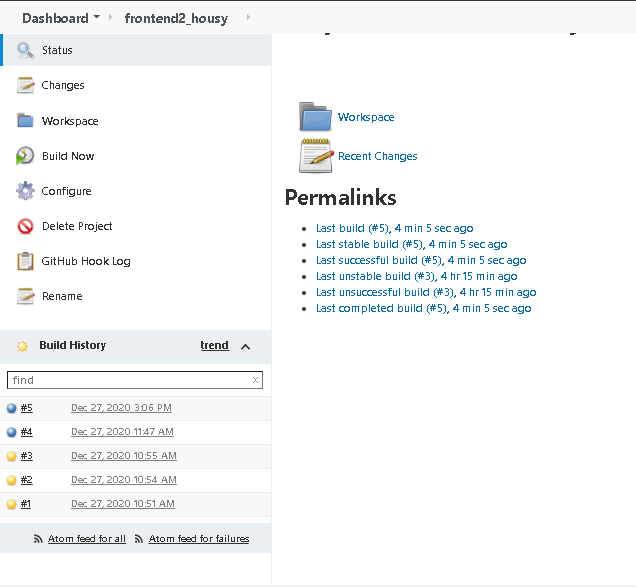 Dashboard frontend2_housy
Status
Changes
Workspace
Build Now
Configure
Delete Project
GitHub Hook Log
Rename
Build History trend
find x
#5 Dec 27, 2020 3:06 PM
#4 Dec 27, 2020 11:47 AM
#3 Dec 27, 2020 10:55 AM
#2 Dec 27, 2020 10:54 AM
#1 Dec 27, 2020 10:51 AM
Atom feed for all Atom feed for failures
Workspace
Recent Changes
Permalinks
Last build (#5), 4 min 5 sec ago
Last stable build (#5), 4 min 5 sec ago
Last successful build (#5), 4 min 5 sec ago
Last unstable build (#3), 4 hr 15 min ago
Last unsuccessful build (#3), 4 hr 15 min ago
Last completed build (#5), 4 min 5 sec ago